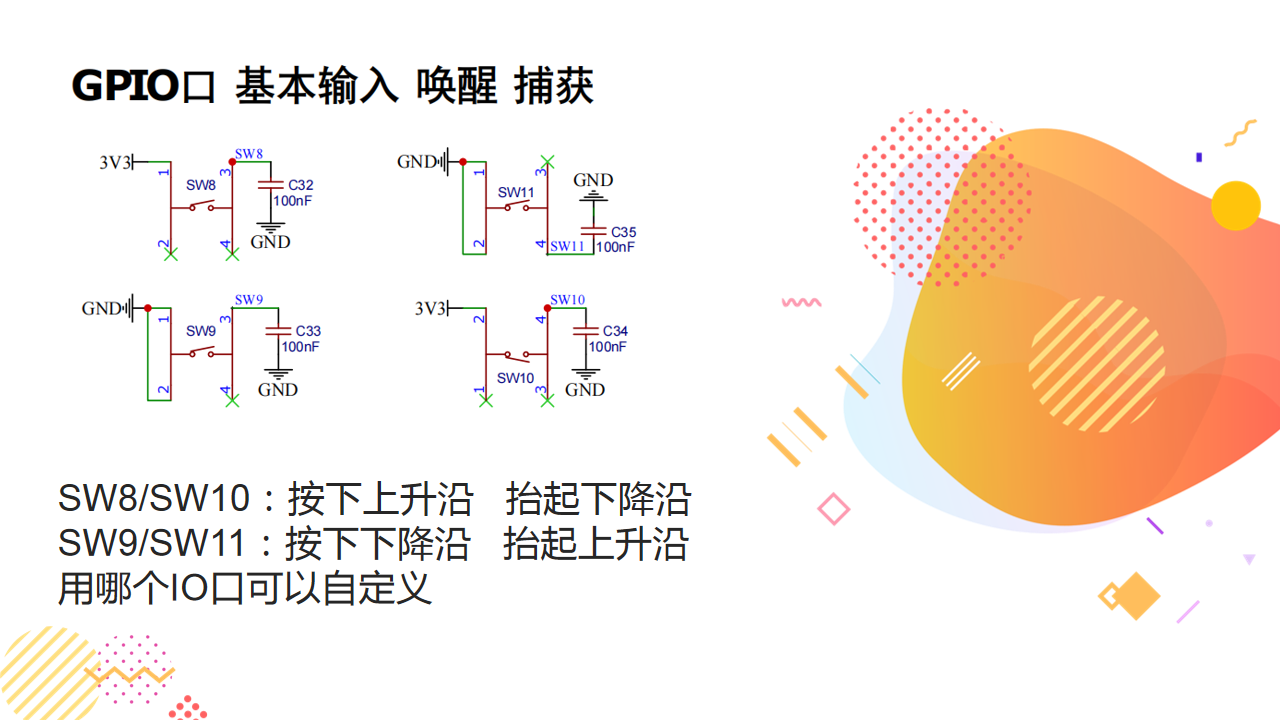 GPIO口 基本输入 唤醒 捕获
3V3
1
2
SW8
3
4
SW8
C32
100nF
GND
GND
1
2
SW11
3
4
SW11
GND
C35
100nF
GND
1
2
SW9
3
4
SW9
C33
100nF
GND
3V3
2
1
SW10
4
3
SW10
C34
100nF
GND
SW8/SW10：按下上升沿 抬起下降沿
SW9/SW11：按下下降沿 抬起上升沿
用哪个IO口可以自定义